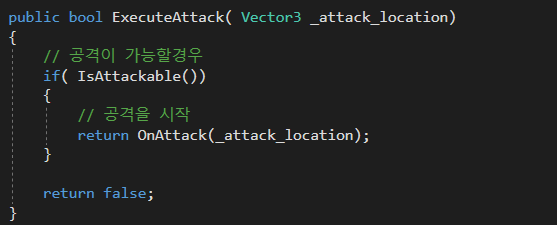 public bool ExecuteAttack( Vector3 _attack_location)
{
    // 공격이 가능할경우
    if( IsAttackable())
    {
        // 공격을 시작
        return OnAttack(_attack_location);
    }

    return false;
}